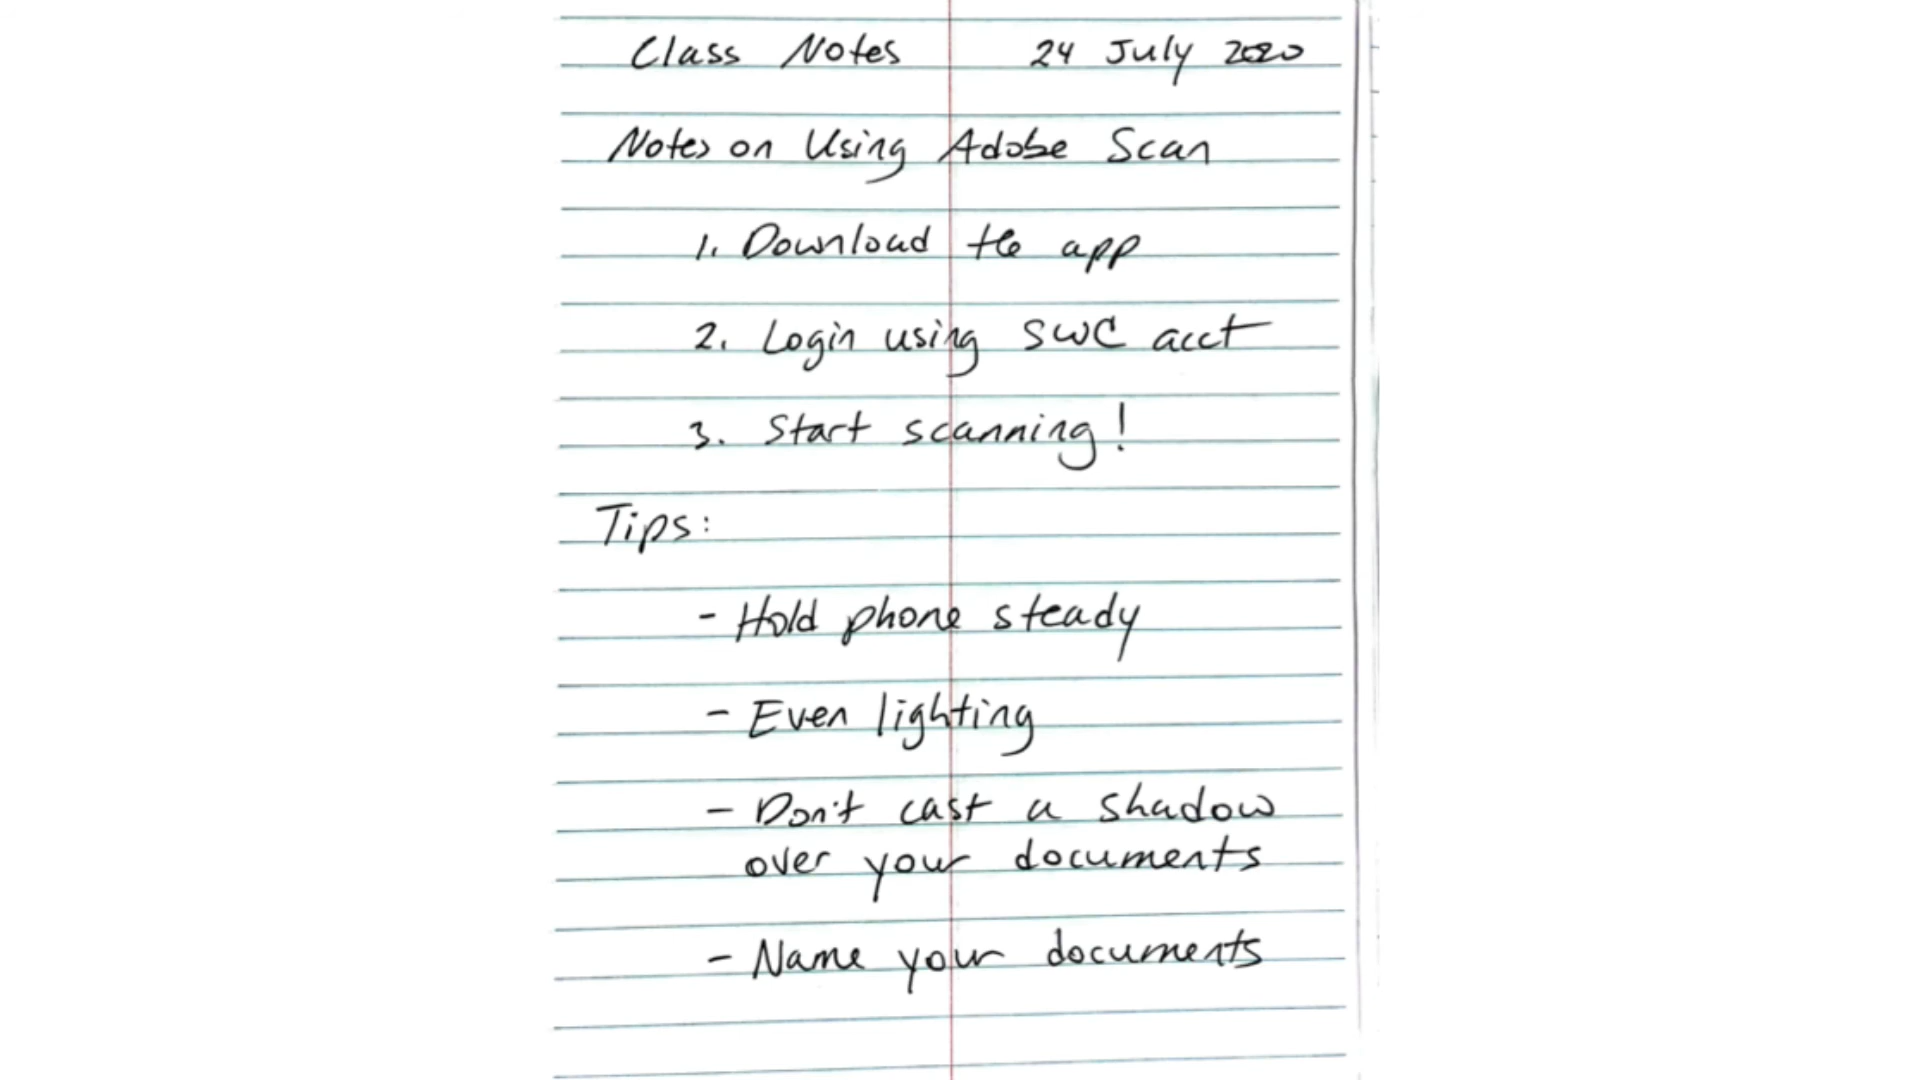 Class Notes 24 July 2020
Notes on Using Adobe Scan
1. Download the app
2. Login using SWC acct
3. Start scanning!
Tips:
- Hold phone steady
- Even lighting
- Don't cast a shadow
over your documents
- Name your documents